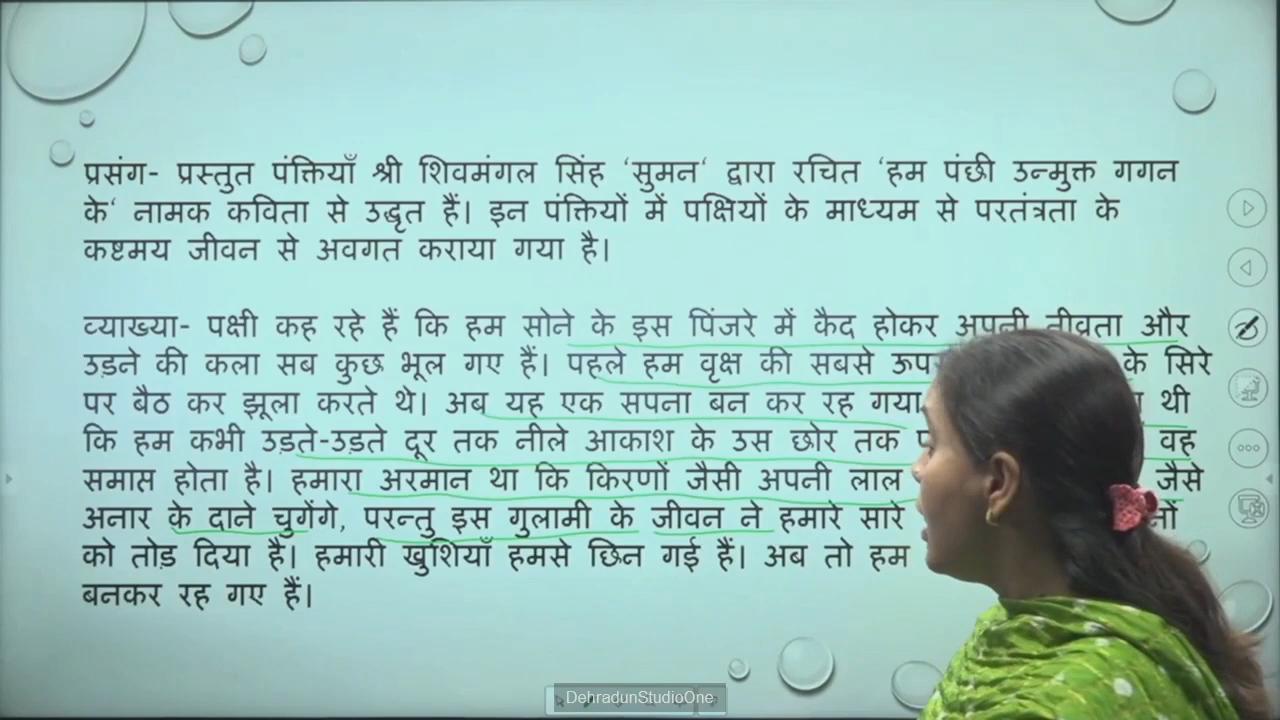 प्रसंग- प्रस्तुत पंक्तियाँ श्री शिवमंगल सिंह ‘सुमन‘ द्वारा रचित ‘हम पंछी उन्मुक्त गगन
के‘ नामक कविता से उद्धृत हैं। इन पंक्तियों में पक्षियों के माध्यम से परतंत्रता के
कष्टमय जीवन से अवगत कराया गया है।
व्याख्या- पक्षी कह रहे हैं कि हम सोने के इस पिंजरे में कैद होकर अपनी तीव्रता और
उड़ने की कला सब कुछ भूल गए हैं। पहले हम वृक्ष की सबसे के सिरे
पर बैठ कर झूला करते थे। अब यह एक सपना बन कर रह गया थी
कि हम कभी उड़ते-उड़ते दूर तक नीले आकाश के उस छोर तक वह
समाप्त होता है। हमारा अरमान था कि किरणों जैसी अपनी लाल जैसे
अनार के दाने चुगेंगे, परन्तु इस गुलामी के जीवन ने हमारे सारे
को तोड़ दिया है। हमारी खुशियाँ हमसे छिन गई हैं। अब तो हम
बनकर रह गए हैं।
DehradunStudioOne